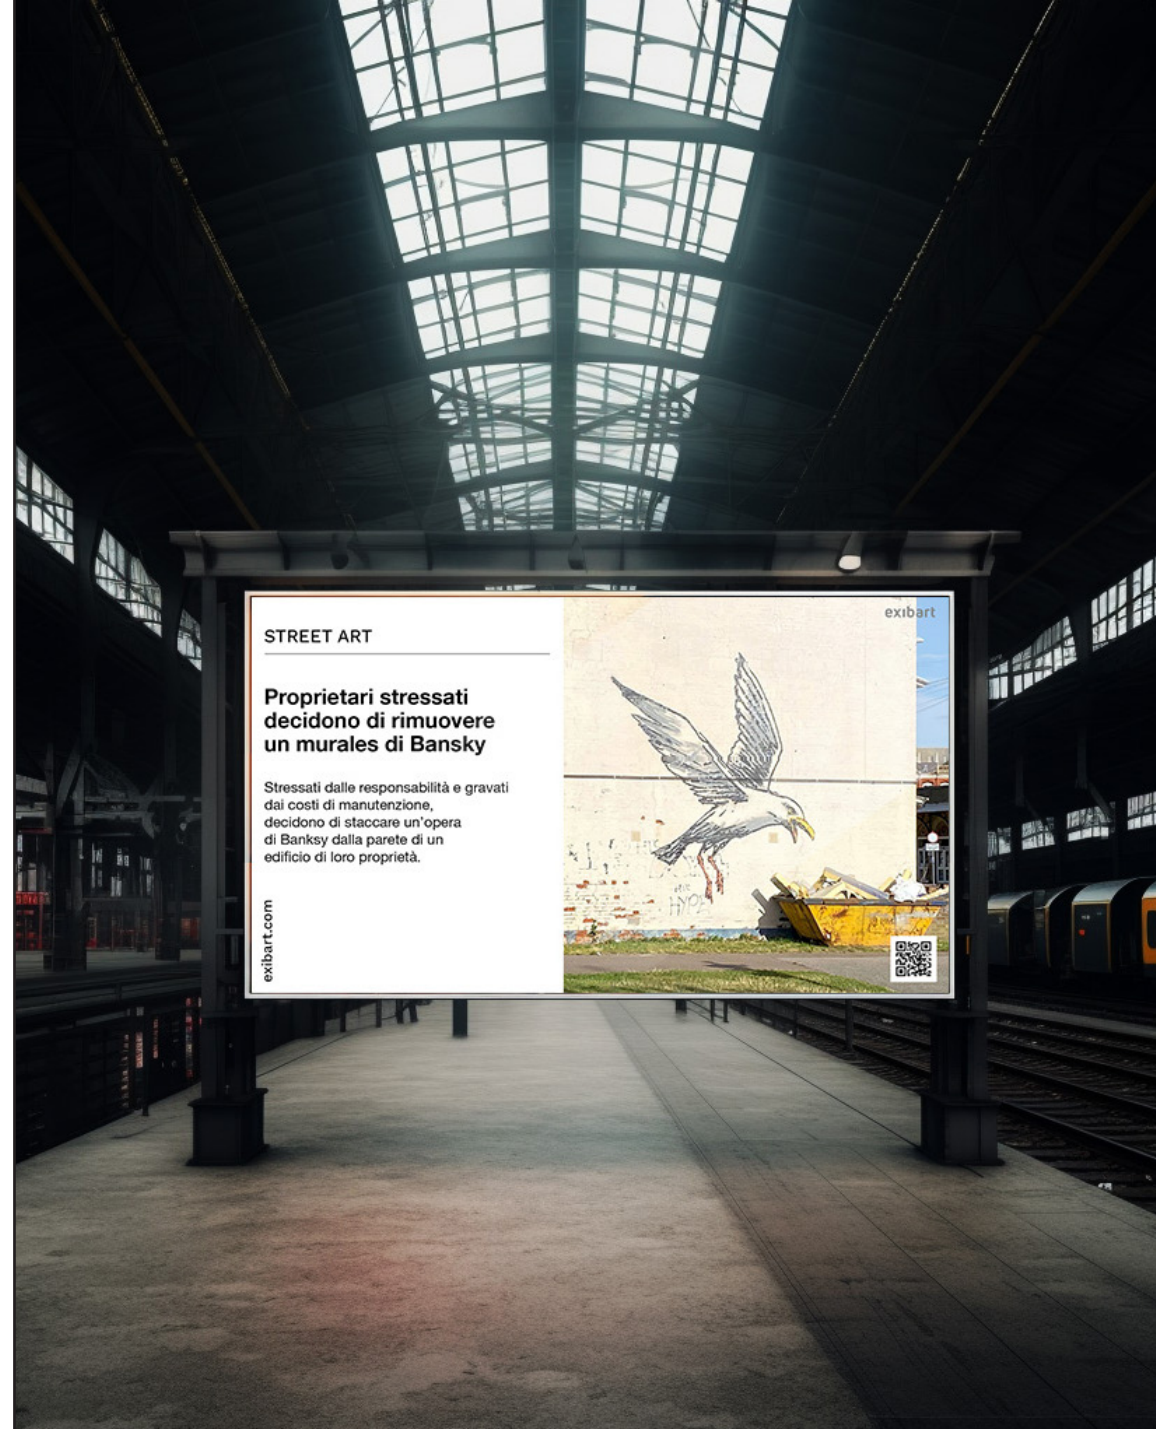 STREET ART
Proprietari stressati
decidono di rimuovere
un murales di Bansky
Stressati dalle responsabilità e gravati
dai costi di manutenzione,
decidono di staccare un'opera
di Banksy dalla parete di un
edificio di loro proprietà.
exibart.com
exibart